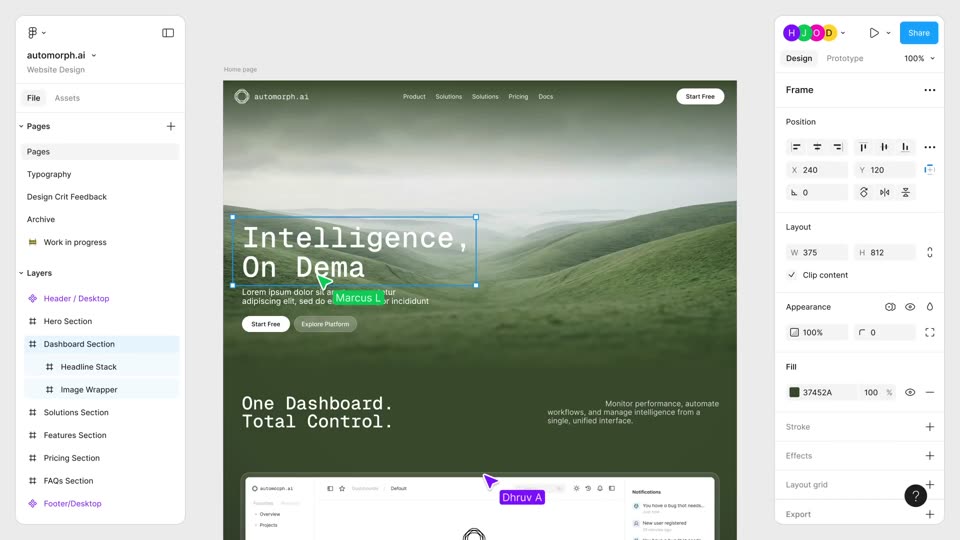 automorph.ai
Website Design
File
Assets
Pages
Pages
Typography
Design Crit Feedback
Archive
Work in progress
Layers
Header / Desktop
Hero Section
Dashboard Section
Headline Stack
Image Wrapper
Solutions Section
Features Section
Pricing Section
FAQs Section
Footer/Desktop
Home page
automorph.ai
Product
Solutions
Solutions
Pricing
Docs
Start Free
Intelligence,
On Dema
Marcus L
Lorem ipsum dolor sit
adipiscing elit, sed do
incididunt
Start Free
Explore Platform
One Dashboard.
Total Control.
Monitor performance, automate
workflows, and manage intelligence from a
single, unified interface.
Dhruv A
automorph.ai
Favorites
Overview
Projects
Dashboards / Default
Notifications
You have a bug that needs...
Just now
New user registered
H J O D
Share
Design
Prototype
100%
Frame
Position
X 240
Y 120
0
Layout
W 375
H 812
Clip content
Appearance
100%
0
Fill
37452A
100 %
Stroke
Effects
Layout grid
Export
?